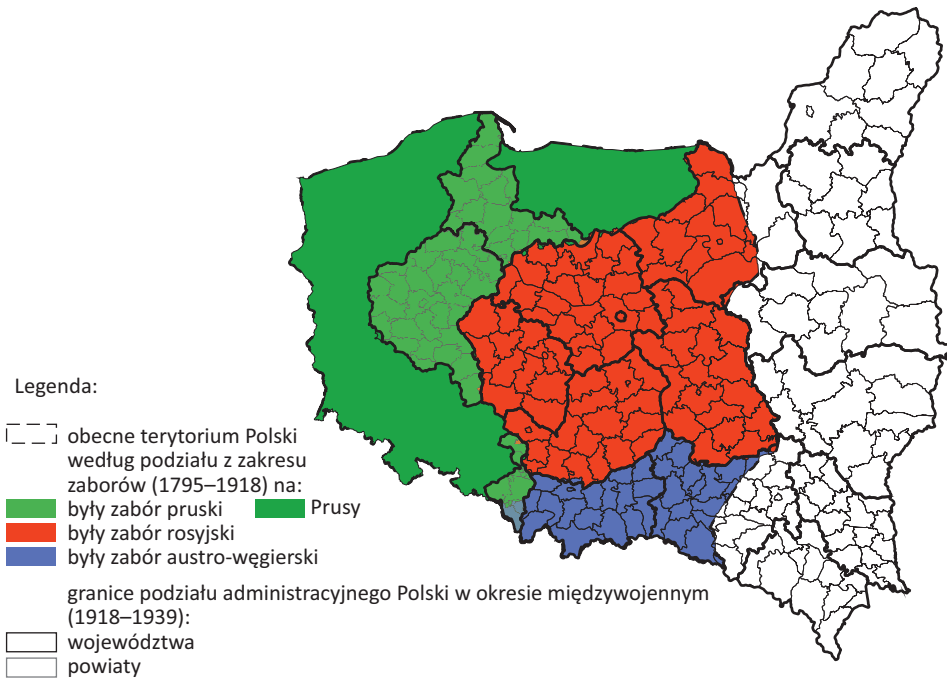 Legenda:
obecne terytorium Polski
według podziału z zakresu
zaborów (1795–1918) na:
były zabór pruski Prusy
były zabór rosyjski
były zabór austro-węgierski
granice podziału administracyjnego Polski w okresie międzywojennym
(1918–1939):
województwa
powiaty